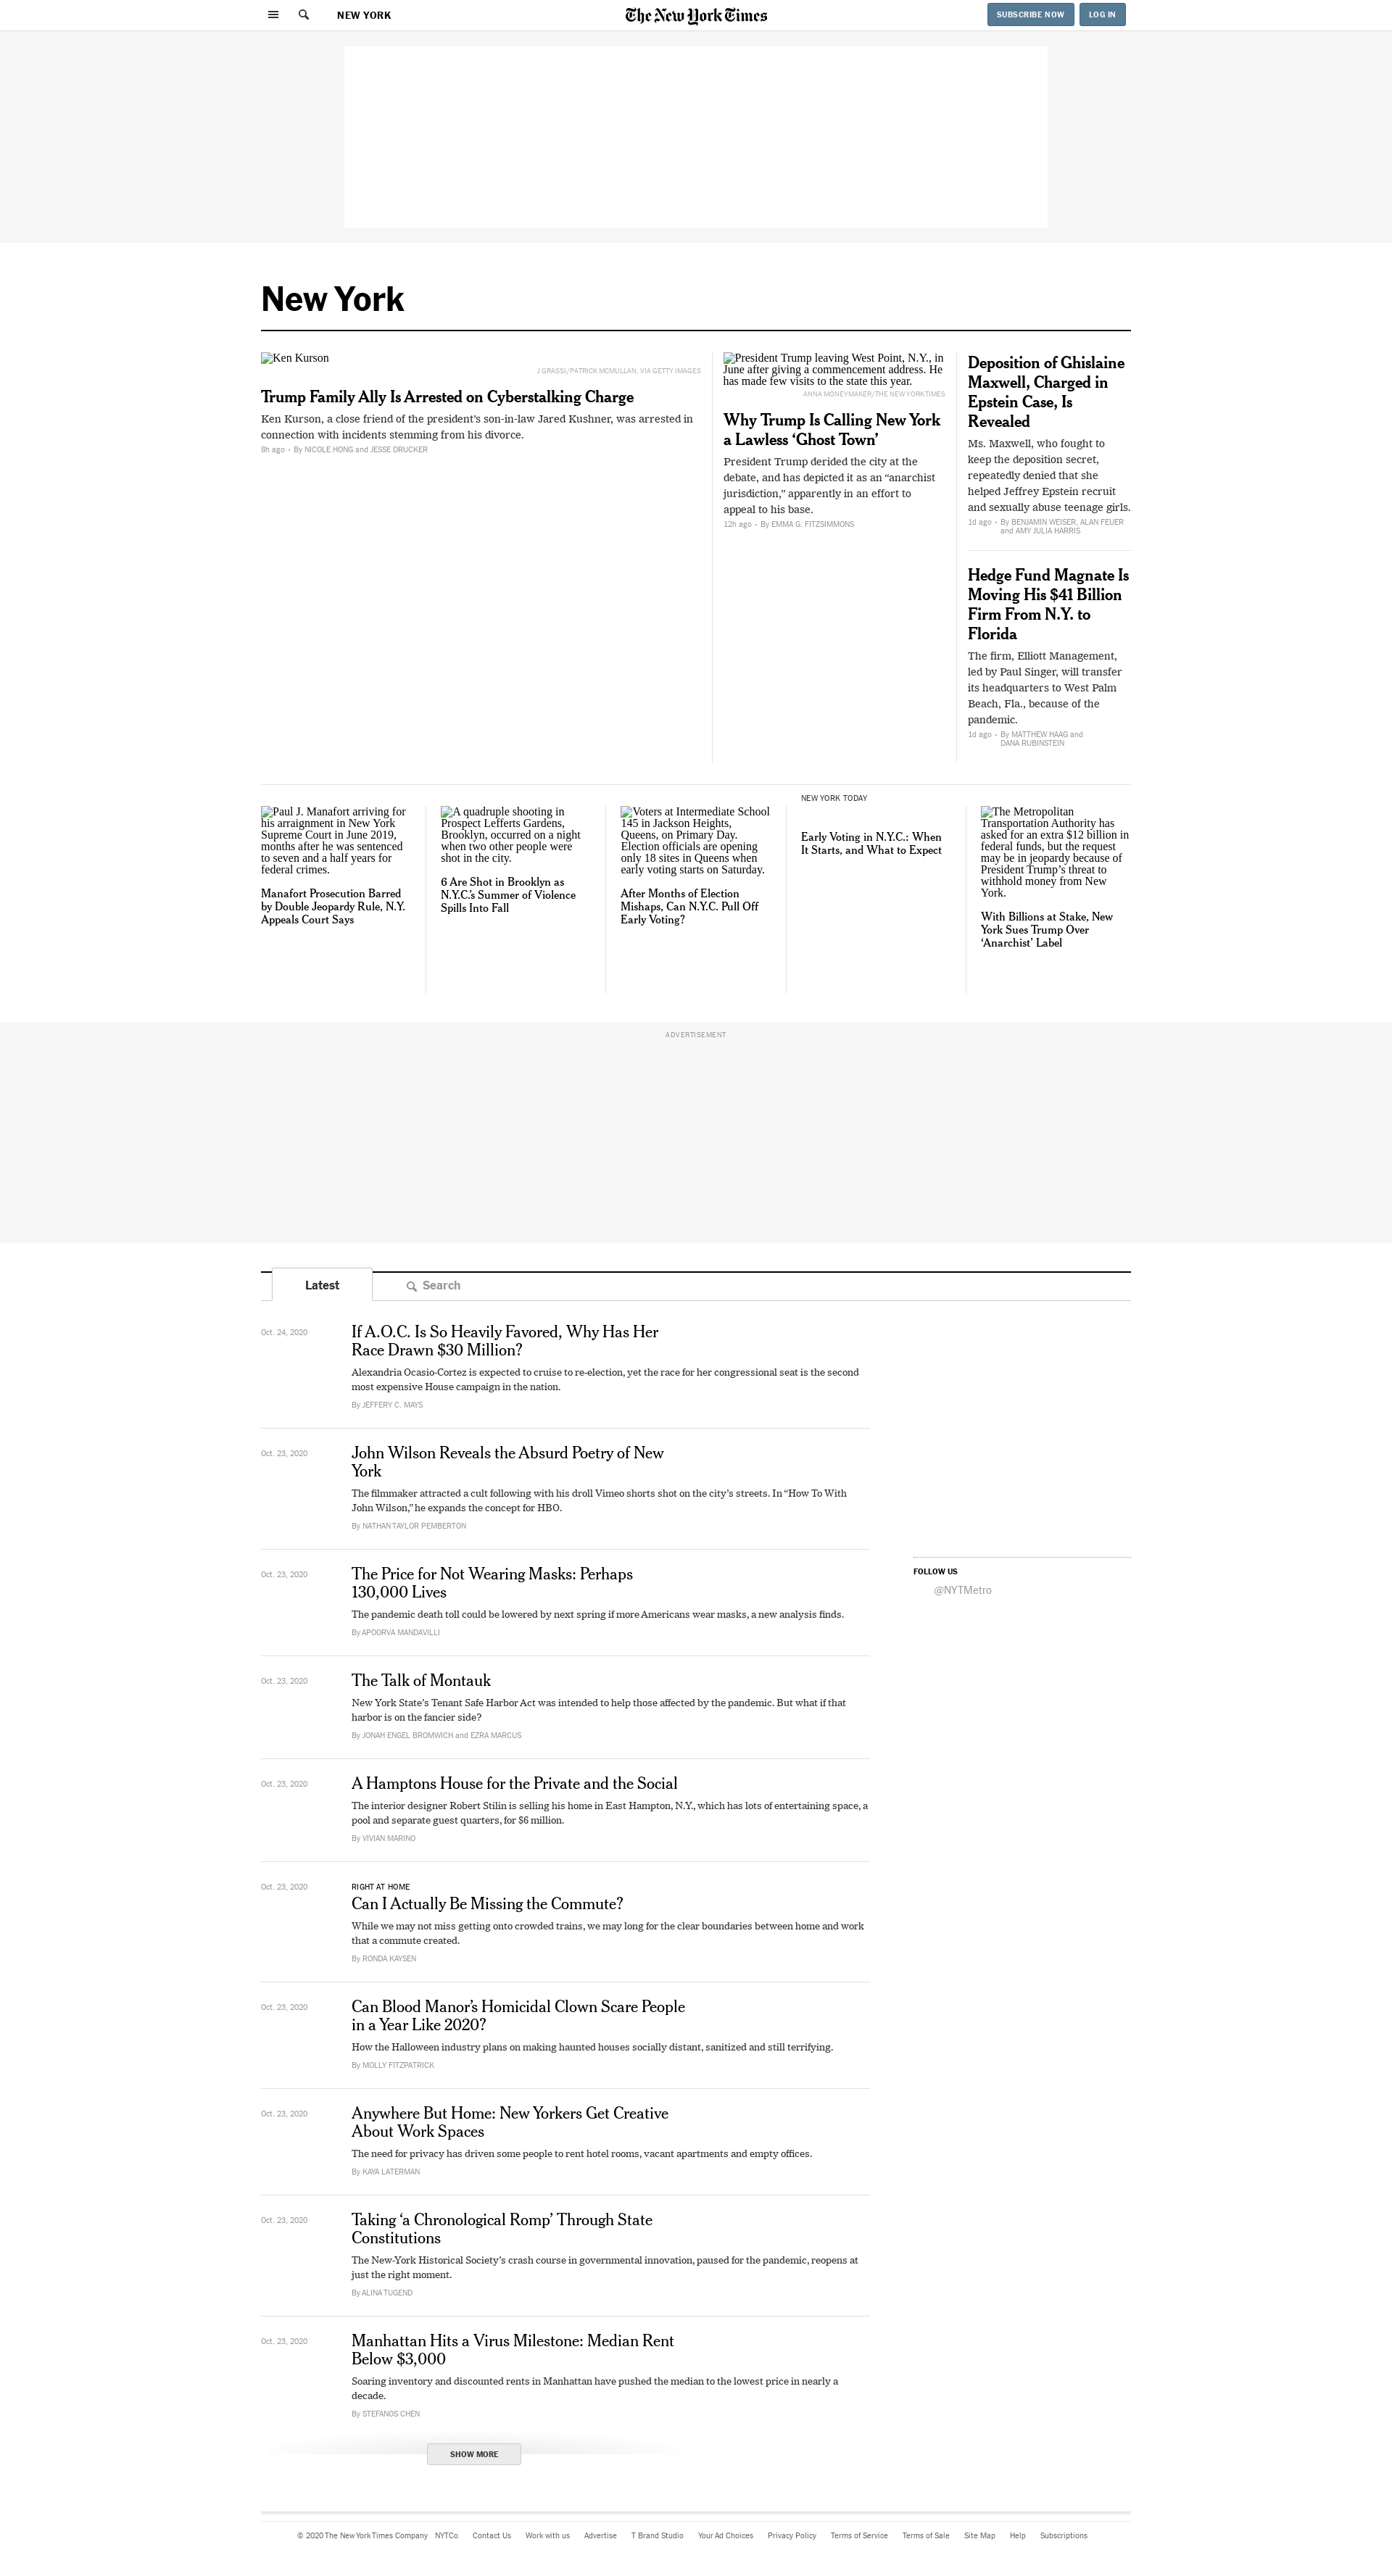 NEW YORK
The New York Times
SUBSCRIBE NOW
LOG IN
New York
Ken Kurson
J GRASSI/PATRICK MCMULLAN, VIA GETTY IMAGES
Trump Family Ally Is Arrested on Cyberstalking Charge
Ken Kurson, a close friend of the president’s son-in-law Jared Kushner, was arrested in
connection with incidents stemming from his divorce.
8h ago • By NICOLE HONG and JESSE DRUCKER
President Trump leaving West Point, N.Y., in
June after giving a commencement address. He
has made few visits to the state this year.
ANNA MONEYMAKER/THE NEW YORK TIMES
Why Trump Is Calling New York
a Lawless ‘Ghost Town’
President Trump derided the city at the
debate, and has depicted it as an “anarchist
jurisdiction,” apparently in an effort to
appeal to his base.
12h ago • By EMMA G. FITZSIMMONS
Deposition of Ghislaine
Maxwell, Charged in
Epstein Case, Is
Revealed
Ms. Maxwell, who fought to
keep the deposition secret,
repeatedly denied that she
helped Jeffrey Epstein recruit
and sexually abuse teenage girls.
1d ago • By BENJAMIN WEISER, ALAN FEUER
and AMY JULIA HARRIS
Hedge Fund Magnate Is
Moving His $41 Billion
Firm From N.Y. to
Florida
The firm, Elliott Management,
led by Paul Singer, will transfer
its headquarters to West Palm
Beach, Fla., because of the
pandemic.
1d ago • By MATTHEW HAAG and
DANA RUBINSTEIN
Paul J. Manafort arriving for
his arraignment in New York
Supreme Court in June 2019,
months after he was sentenced
to seven and a half years for
federal crimes.
Manafort Prosecution Barred
by Double Jeopardy Rule, N.Y.
Appeals Court Says
A quadruple shooting in
Prospect Lefferts Gardens,
Brooklyn, occurred on a night
when two other people were
shot in the city.
6 Are Shot in Brooklyn as
N.Y.C.’s Summer of Violence
Spills Into Fall
Voters at Intermediate School
145 in Jackson Heights,
Queens, on Primary Day.
Election officials are opening
only 18 sites in Queens when
early voting starts on Saturday.
After Months of Election
Mishaps, Can N.Y.C. Pull Off
Early Voting?
NEW YORK TODAY
Early Voting in N.Y.C.: When
It Starts, and What to Expect
The Metropolitan
Transportation Authority has
asked for an extra $12 billion in
federal funds, but the request
may be in jeopardy because of
President Trump’s threat to
withhold money from New
York.
With Billions at Stake, New
York Sues Trump Over
‘Anarchist’ Label
ADVERTISEMENT
Latest
Search
Oct. 24, 2020
If A.O.C. Is So Heavily Favored, Why Has Her
Race Drawn $30 Million?
Alexandria Ocasio-Cortez is expected to cruise to re-election, yet the race for her congressional seat is the second
most expensive House campaign in the nation.
By JEFFERY C. MAYS
Oct. 23, 2020
John Wilson Reveals the Absurd Poetry of New
York
The filmmaker attracted a cult following with his droll Vimeo shorts shot on the city’s streets. In “How To With
John Wilson,” he expands the concept for HBO.
By NATHAN TAYLOR PEMBERTON
Oct. 23, 2020
The Price for Not Wearing Masks: Perhaps
130,000 Lives
The pandemic death toll could be lowered by next spring if more Americans wear masks, a new analysis finds.
By APOORVA MANDAVILLI
FOLLOW US
@NYTMetro
Oct. 23, 2020
The Talk of Montauk
New York State’s Tenant Safe Harbor Act was intended to help those affected by the pandemic. But what if that
harbor is on the fancier side?
By JONAH ENGEL BROMWICH and EZRA MARCUS
Oct. 23, 2020
A Hamptons House for the Private and the Social
The interior designer Robert Stilin is selling his home in East Hampton, N.Y., which has lots of entertaining space, a
pool and separate guest quarters, for $6 million.
By VIVIAN MARINO
Oct. 23, 2020
RIGHT AT HOME
Can I Actually Be Missing the Commute?
While we may not miss getting onto crowded trains, we may long for the clear boundaries between home and work
that a commute created.
By RONDA KAYSEN
Oct. 23, 2020
Can Blood Manor’s Homicidal Clown Scare People
in a Year Like 2020?
How the Halloween industry plans on making haunted houses socially distant, sanitized and still terrifying.
By MOLLY FITZPATRICK
Oct. 23, 2020
Anywhere But Home: New Yorkers Get Creative
About Work Spaces
The need for privacy has driven some people to rent hotel rooms, vacant apartments and empty offices.
By KAYA LATERMAN
Oct. 23, 2020
Taking ‘a Chronological Romp’ Through State
Constitutions
The New-York Historical Society’s crash course in governmental innovation, paused for the pandemic, reopens at
just the right moment.
By ALINA TUGEND
Oct. 23, 2020
Manhattan Hits a Virus Milestone: Median Rent
Below $3,000
Soaring inventory and discounted rents in Manhattan have pushed the median to the lowest price in nearly a
decade.
By STEFANOS CHEN
SHOW MORE
© 2020 The New York Times Company NYTCo Contact Us Work with us Advertise T Brand Studio Your Ad Choices Privacy Policy Terms of Service Terms of Sale Site Map Help Subscriptions